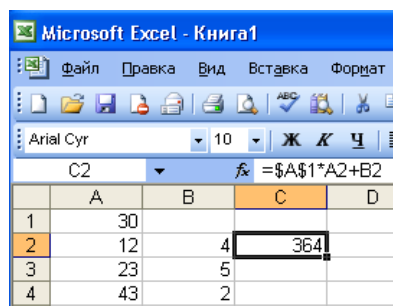 Microsoft Excel - Книга1
Файл Правка Вид Вставка Формат
ABC
Arial Cyr 10 Ж К Ч
C2 fx =$A$1*A2+B2
A B C D
1 30
2 12 4 364
3 23 5
4 43 2